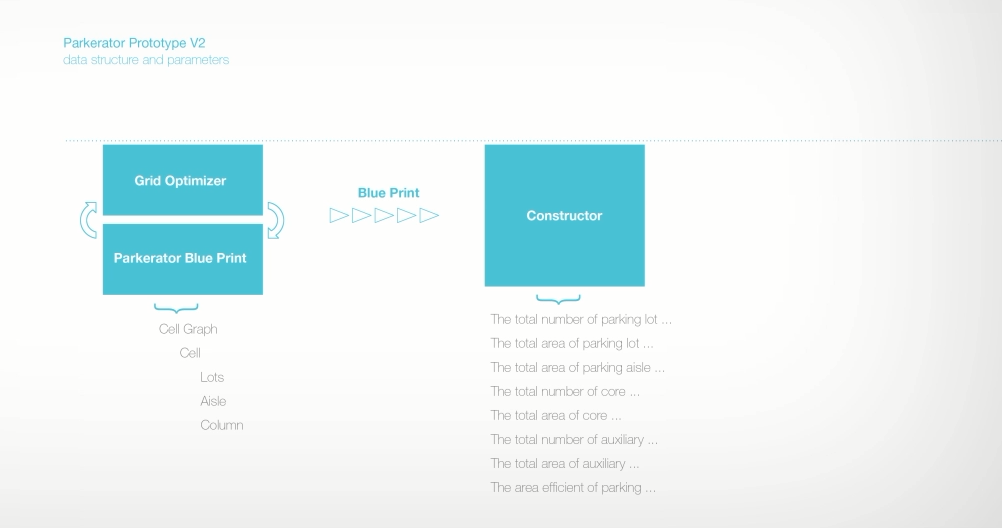 Parkerator Prototype V2
data structure and parameters
Grid Optimizer
Parkerator Blue Print
Cell Graph
Cell
Lots
Aisle
Column
Blue Print
Constructor
The total number of parking lot ...
The total area of parking lot ...
The total area of parking aisle ...
The total number of core ...
The total area of core ...
The total number of auxiliary ...
The total area of auxiliary ...
The area efficient of parking ...